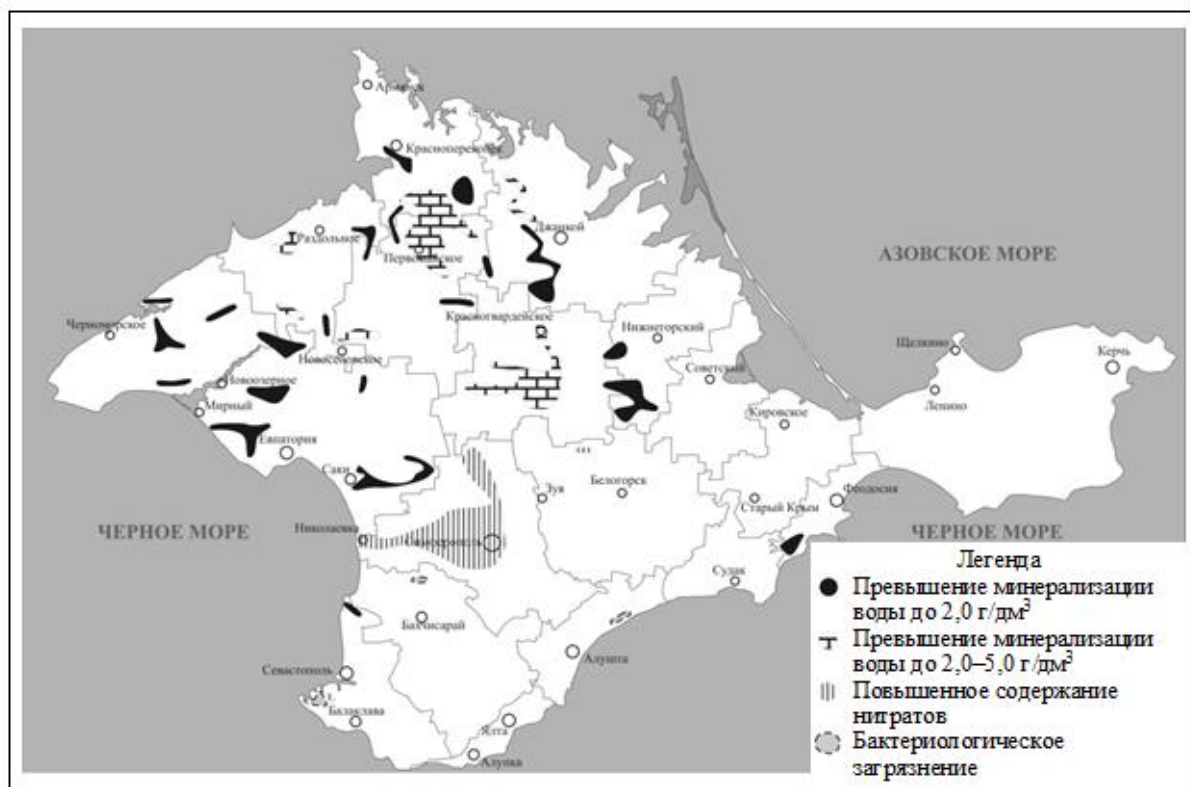 Армянск
Красноперекопск
Джанкой
Раздольное
Первомайское
АЗОВСКОЕ МОРЕ
Красногвардейское
Черноморское
Нижнегорский
Щелкино
Керчь
Новоселовское
Советский
Новоозерное
Ленино
Мирный
Кировское
Евпатория
Саки
Зуя
Белогорск
Старый Крым
Феодосия
ЧЕРНОЕ МОРЕ
Николаевка
Симферополь
ЧЕРНОЕ МОРЕ
Судак
Бахчисарай
Алушта
Севастополь
Балаклава
Ялта
Алупка
Легенда
Превышение минерализации
воды до 2,0 г/дм³
Превышение минерализации
воды до 2,0–5,0 г/дм³
Повышенное содержание
нитратов
Бактериологическое
загрязнение